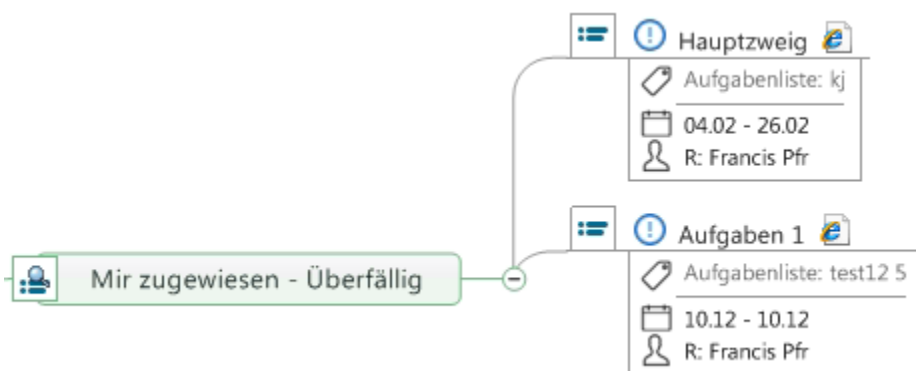 Hauptzweig
Aufgabenliste: kj
04.02 - 26.02
R: Francis Pfr
Mir zugewiesen - Überfällig
Aufgaben 1
Aufgabenliste: test12 5
10.12 - 10.12
R: Francis Pfr